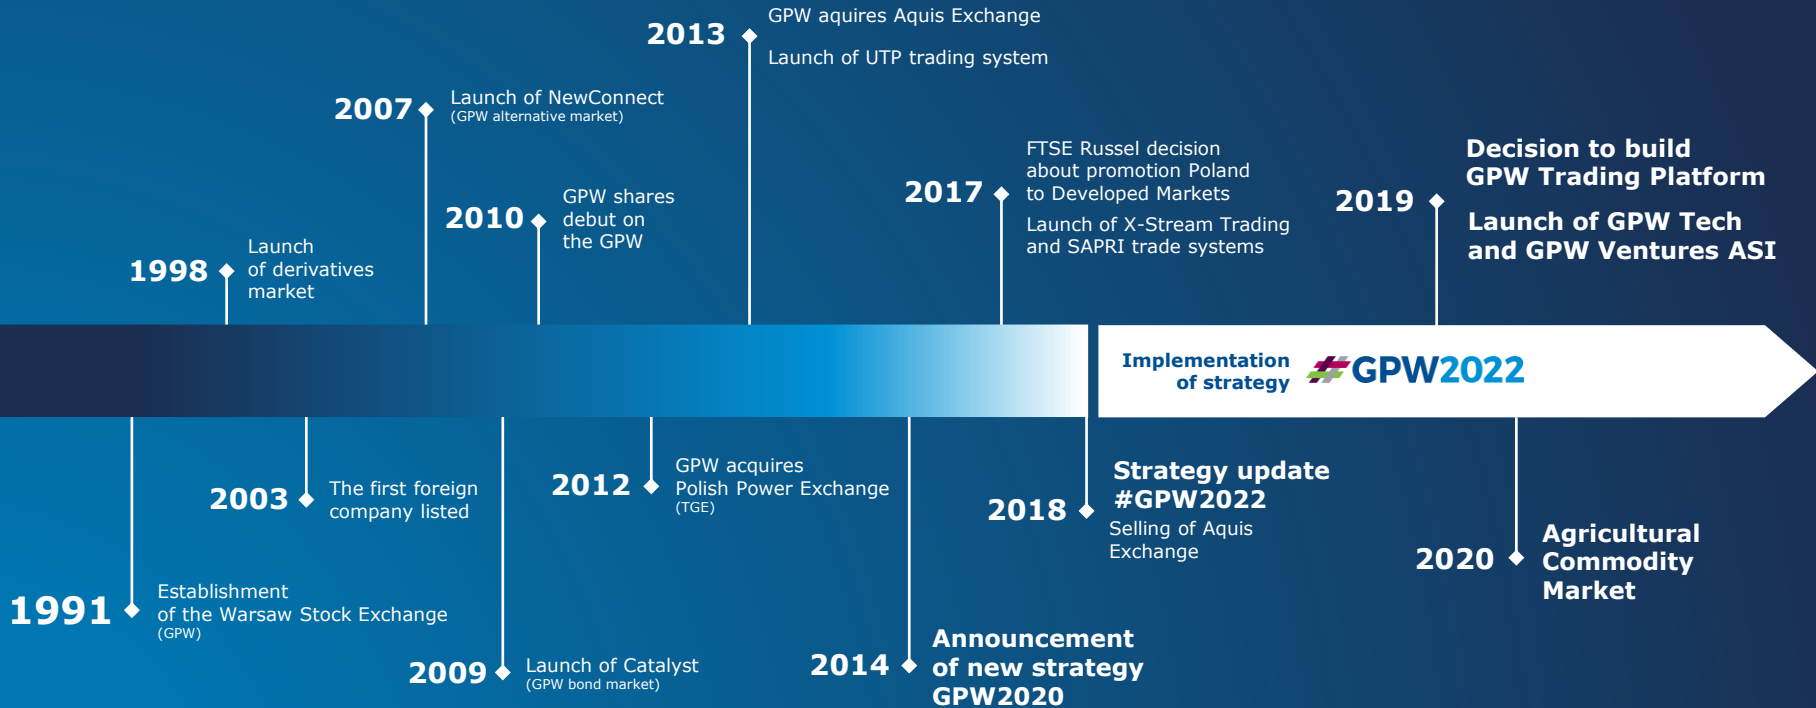 2013
GPW aquires Aquis Exchange
Launch of UTP trading system
2007
Launch of NewConnect
(GPW alternative market)
2010
GPW shares
debut on
the GPW
1998
Launch
of derivatives
market
2017
FTSE Russel decision
about promotion Poland
to Developed Markets
Launch of X-Stream Trading
and SAPRI trade systems
2019
Decision to build
GPW Trading Platform
Launch of GPW Tech
and GPW Ventures ASI
Implementation
of strategy
#GPW2022
1991
Establishment
of the Warsaw Stock Exchange
(GPW)
2003
The first foreign
company listed
2009
Launch of Catalyst
(GPW bond market)
2012
GPW acquires
Polish Power Exchange
(TGE)
2014
Announcement
of new strategy
GPW2020
2018
Strategy update
#GPW2022
Selling of Aquis
Exchange
2020
Agricultural
Commodity
Market